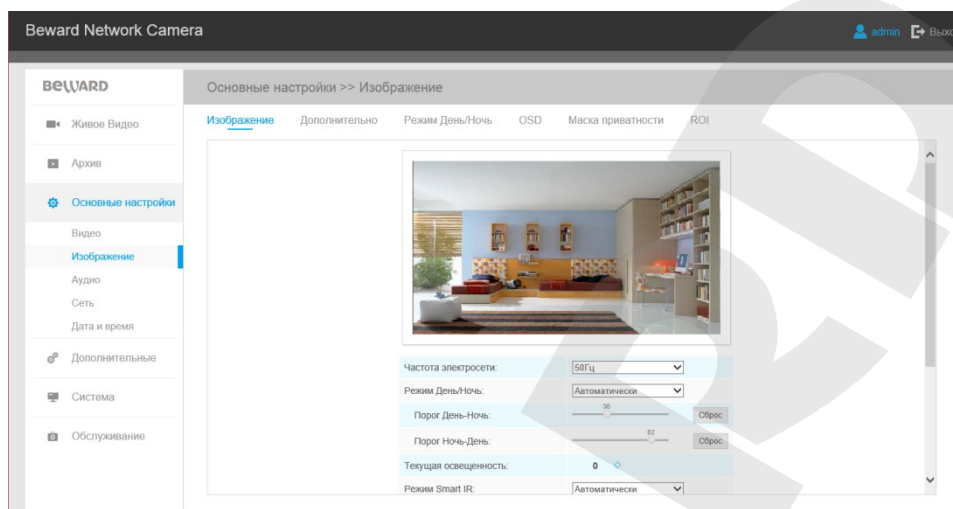 Beward Network Camera
admin
BEWARD
Основные настройки >> Изображение
Живое Видео
Архив
Основные настройки
Видео
Изображение
Аудио
Сеть
Дата и время
Дополнительные
Система
Обслуживание
Изображение Дополнительно Режим День/Ночь OSD Маска приватности ROI
Частота электросети: 50Гц
Режим День/Ночь: Автоматически
Порог День-Ночь: 36 Сброс
Порог Ночь-День: 82 Сброс
Текущая освещенность: 0
Режим Smart IR: Автоматически